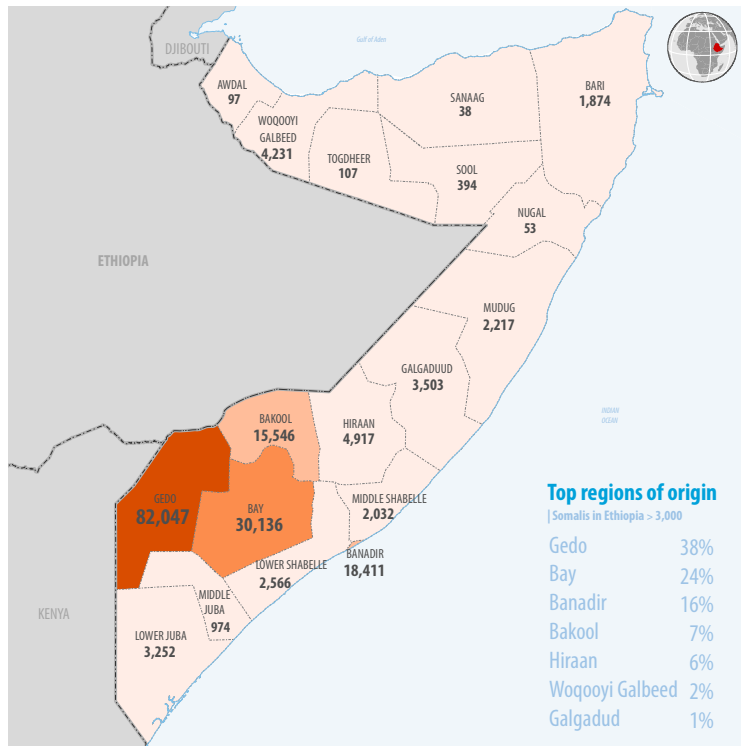 DJIBOUTI
Gulf of Aden
AWDAL
97
WOQOOYI
GALBEED
4,231
TOGDHEER
107
SANAAG
38
BARI
1,874
SOOL
394
NUGAL
53
ETHIOPIA
MUDUG
2,217
GALGADUUD
3,503
INDIAN
OCEAN
BAKOOL
15,546
HIRAAN
4,917
GEDO
82,047
BAY
30,136
MIDDLE SHABELLE
2,032
BANADIR
18,411
LOWER SHABELLE
2,566
MIDDLE
JUBA
974
KENYA
LOWER JUBA
3,252
Top regions of origin
| Somalis in Ethiopia > 3,000
Gedo 38%
Bay 24%
Banadir 16%
Bakool 7%
Hiraan 6%
Woqooyi Galbeed 2%
Galgadud 1%